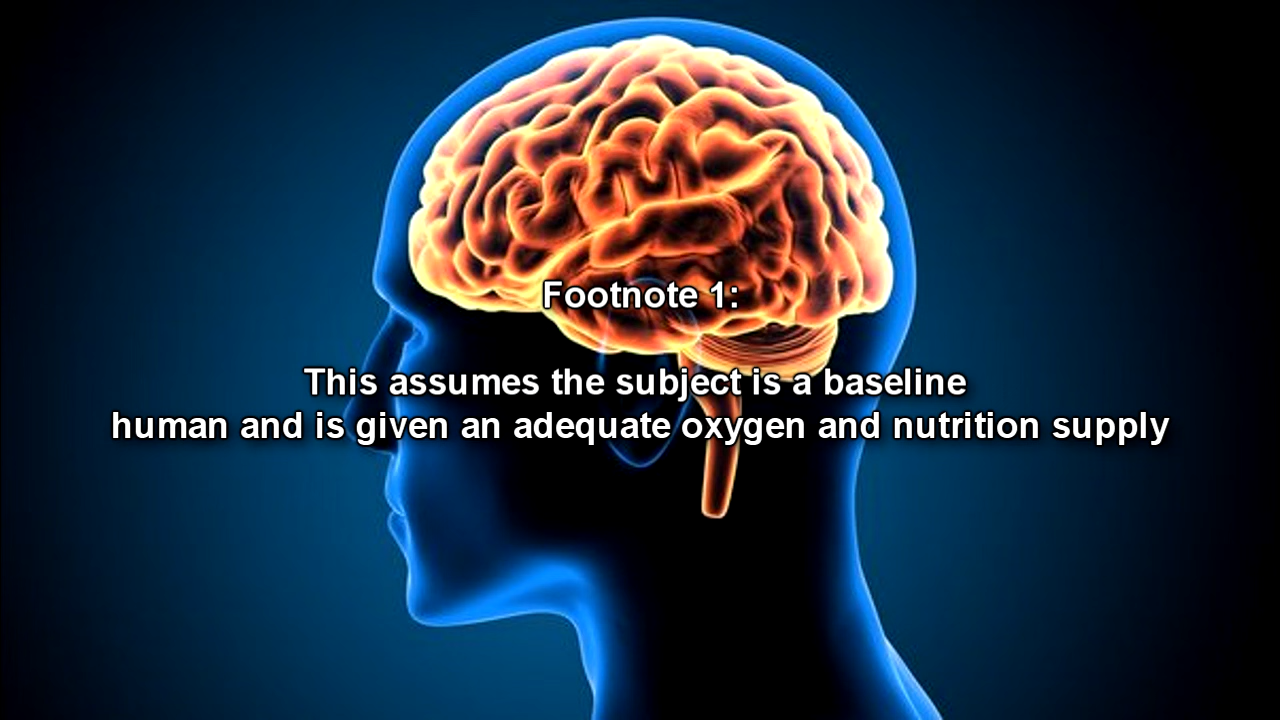 Footnote 1:
This assumes the subject is a baseline
human and is given an adequate oxygen and nutrition supply